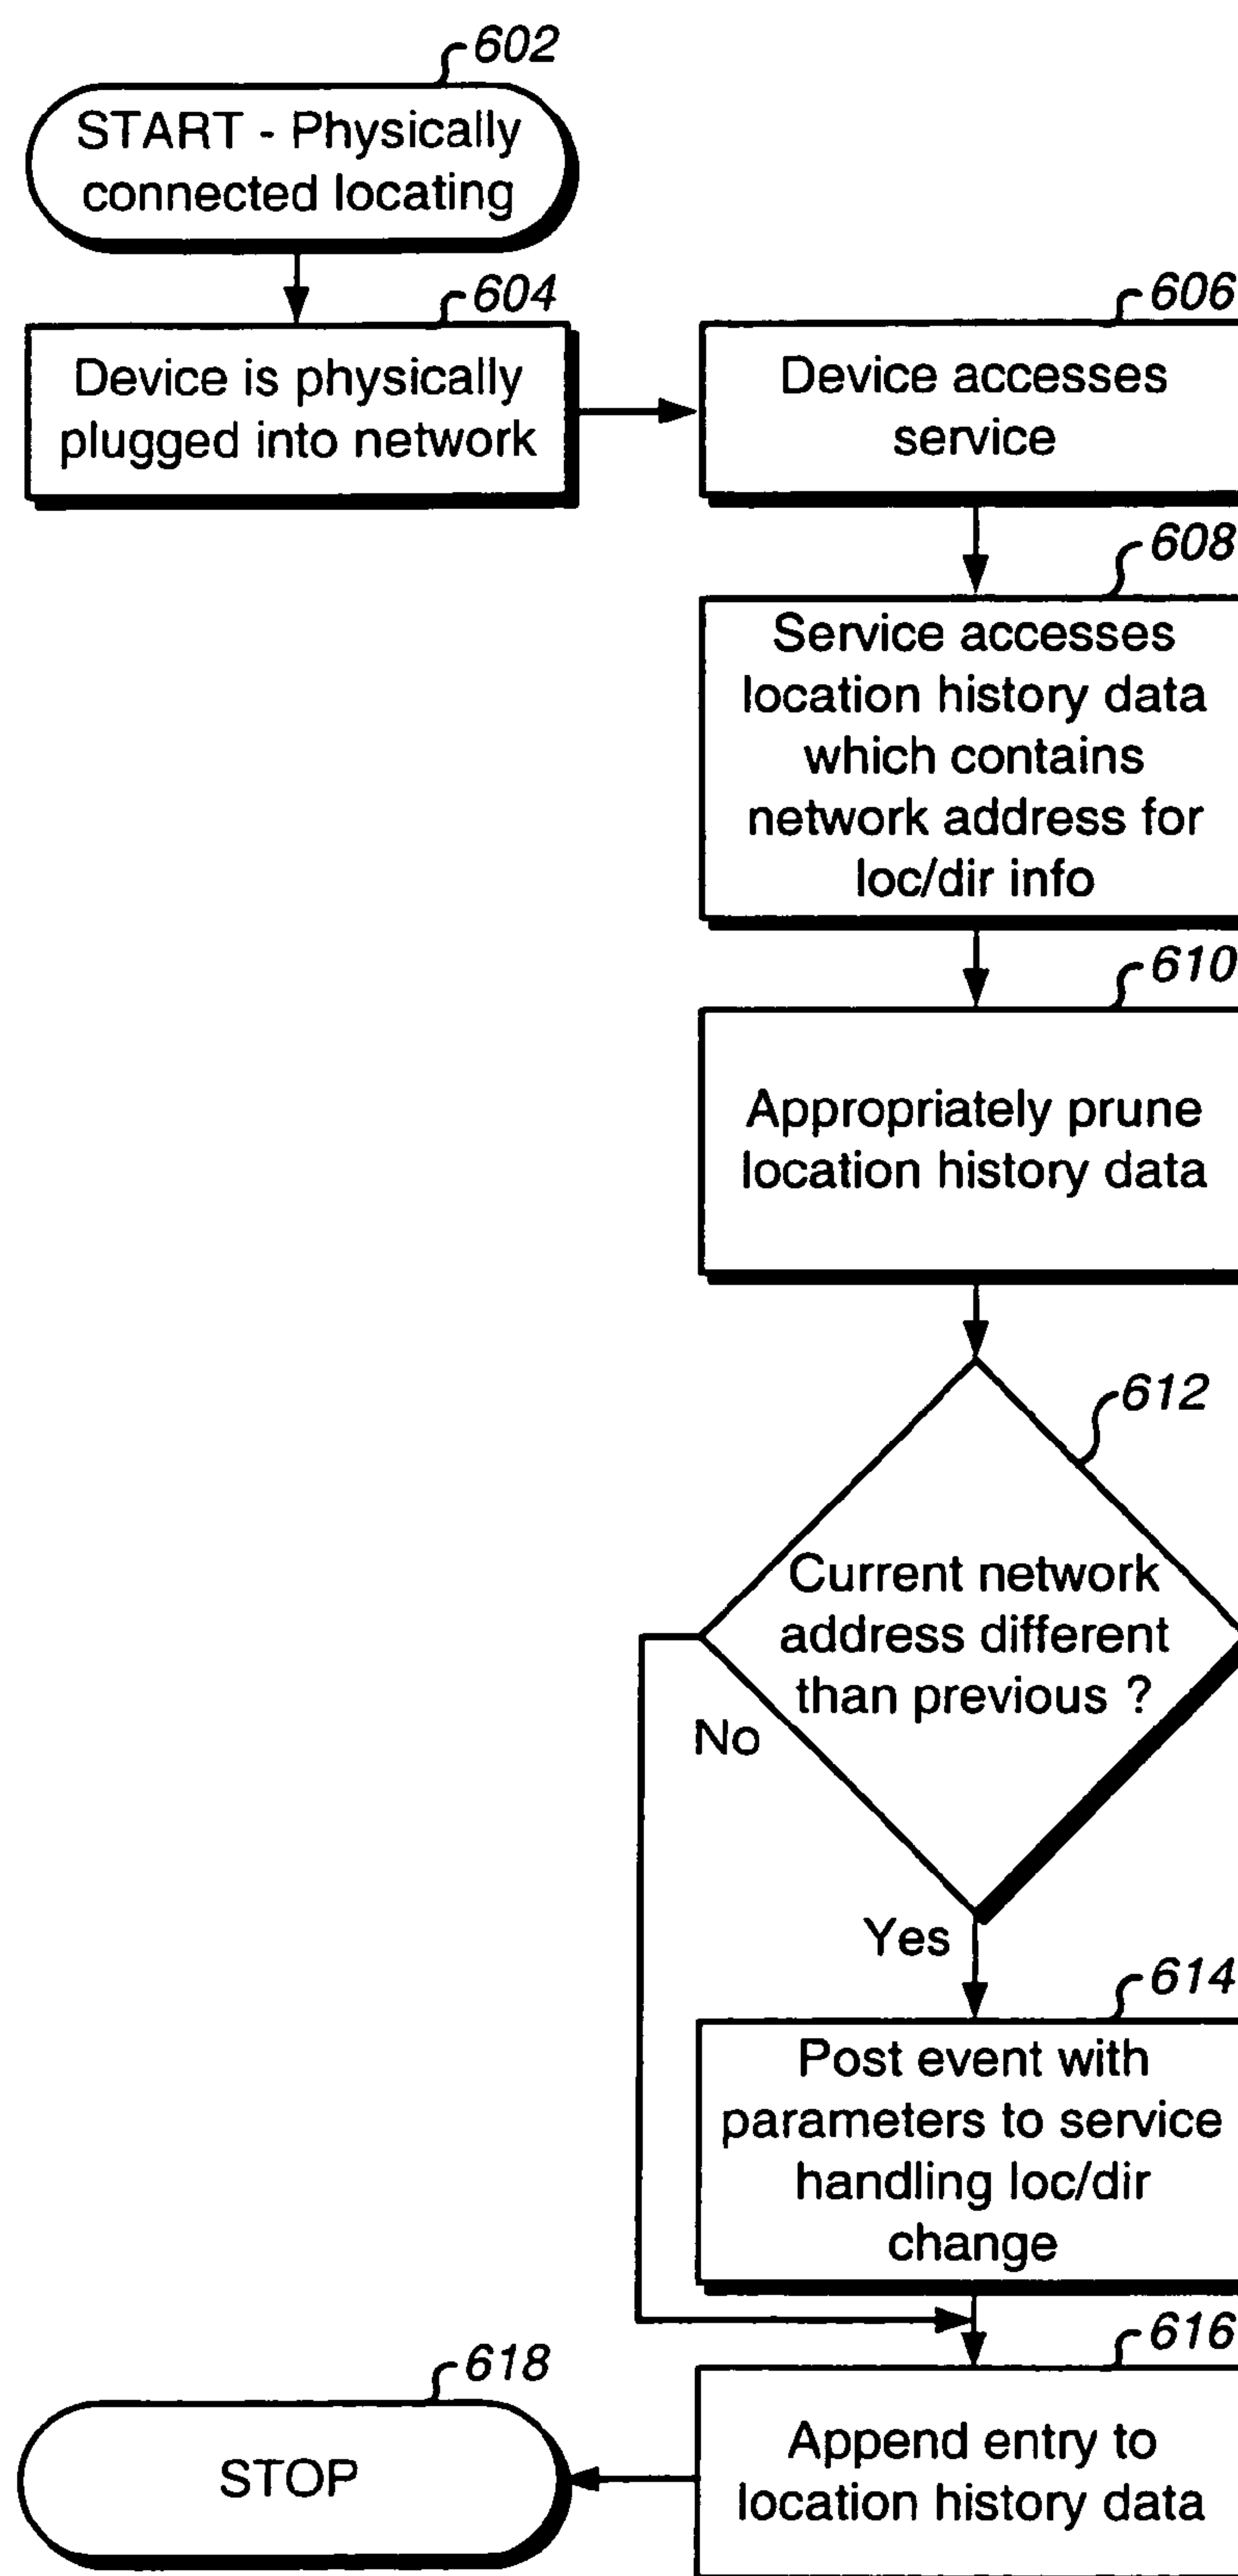 602
START - Physically
connected locating
604
Device is physically
plugged into network
606
Device accesses
service
608
Service accesses
location history data
which contains
network address for
loc/dir info
610
Appropriately prune
location history data
612
Current network
address different
than previous ?
No
Yes
614
Post event with
parameters to service
handling loc/dir
change
616
Append entry to
location history data
618
STOP